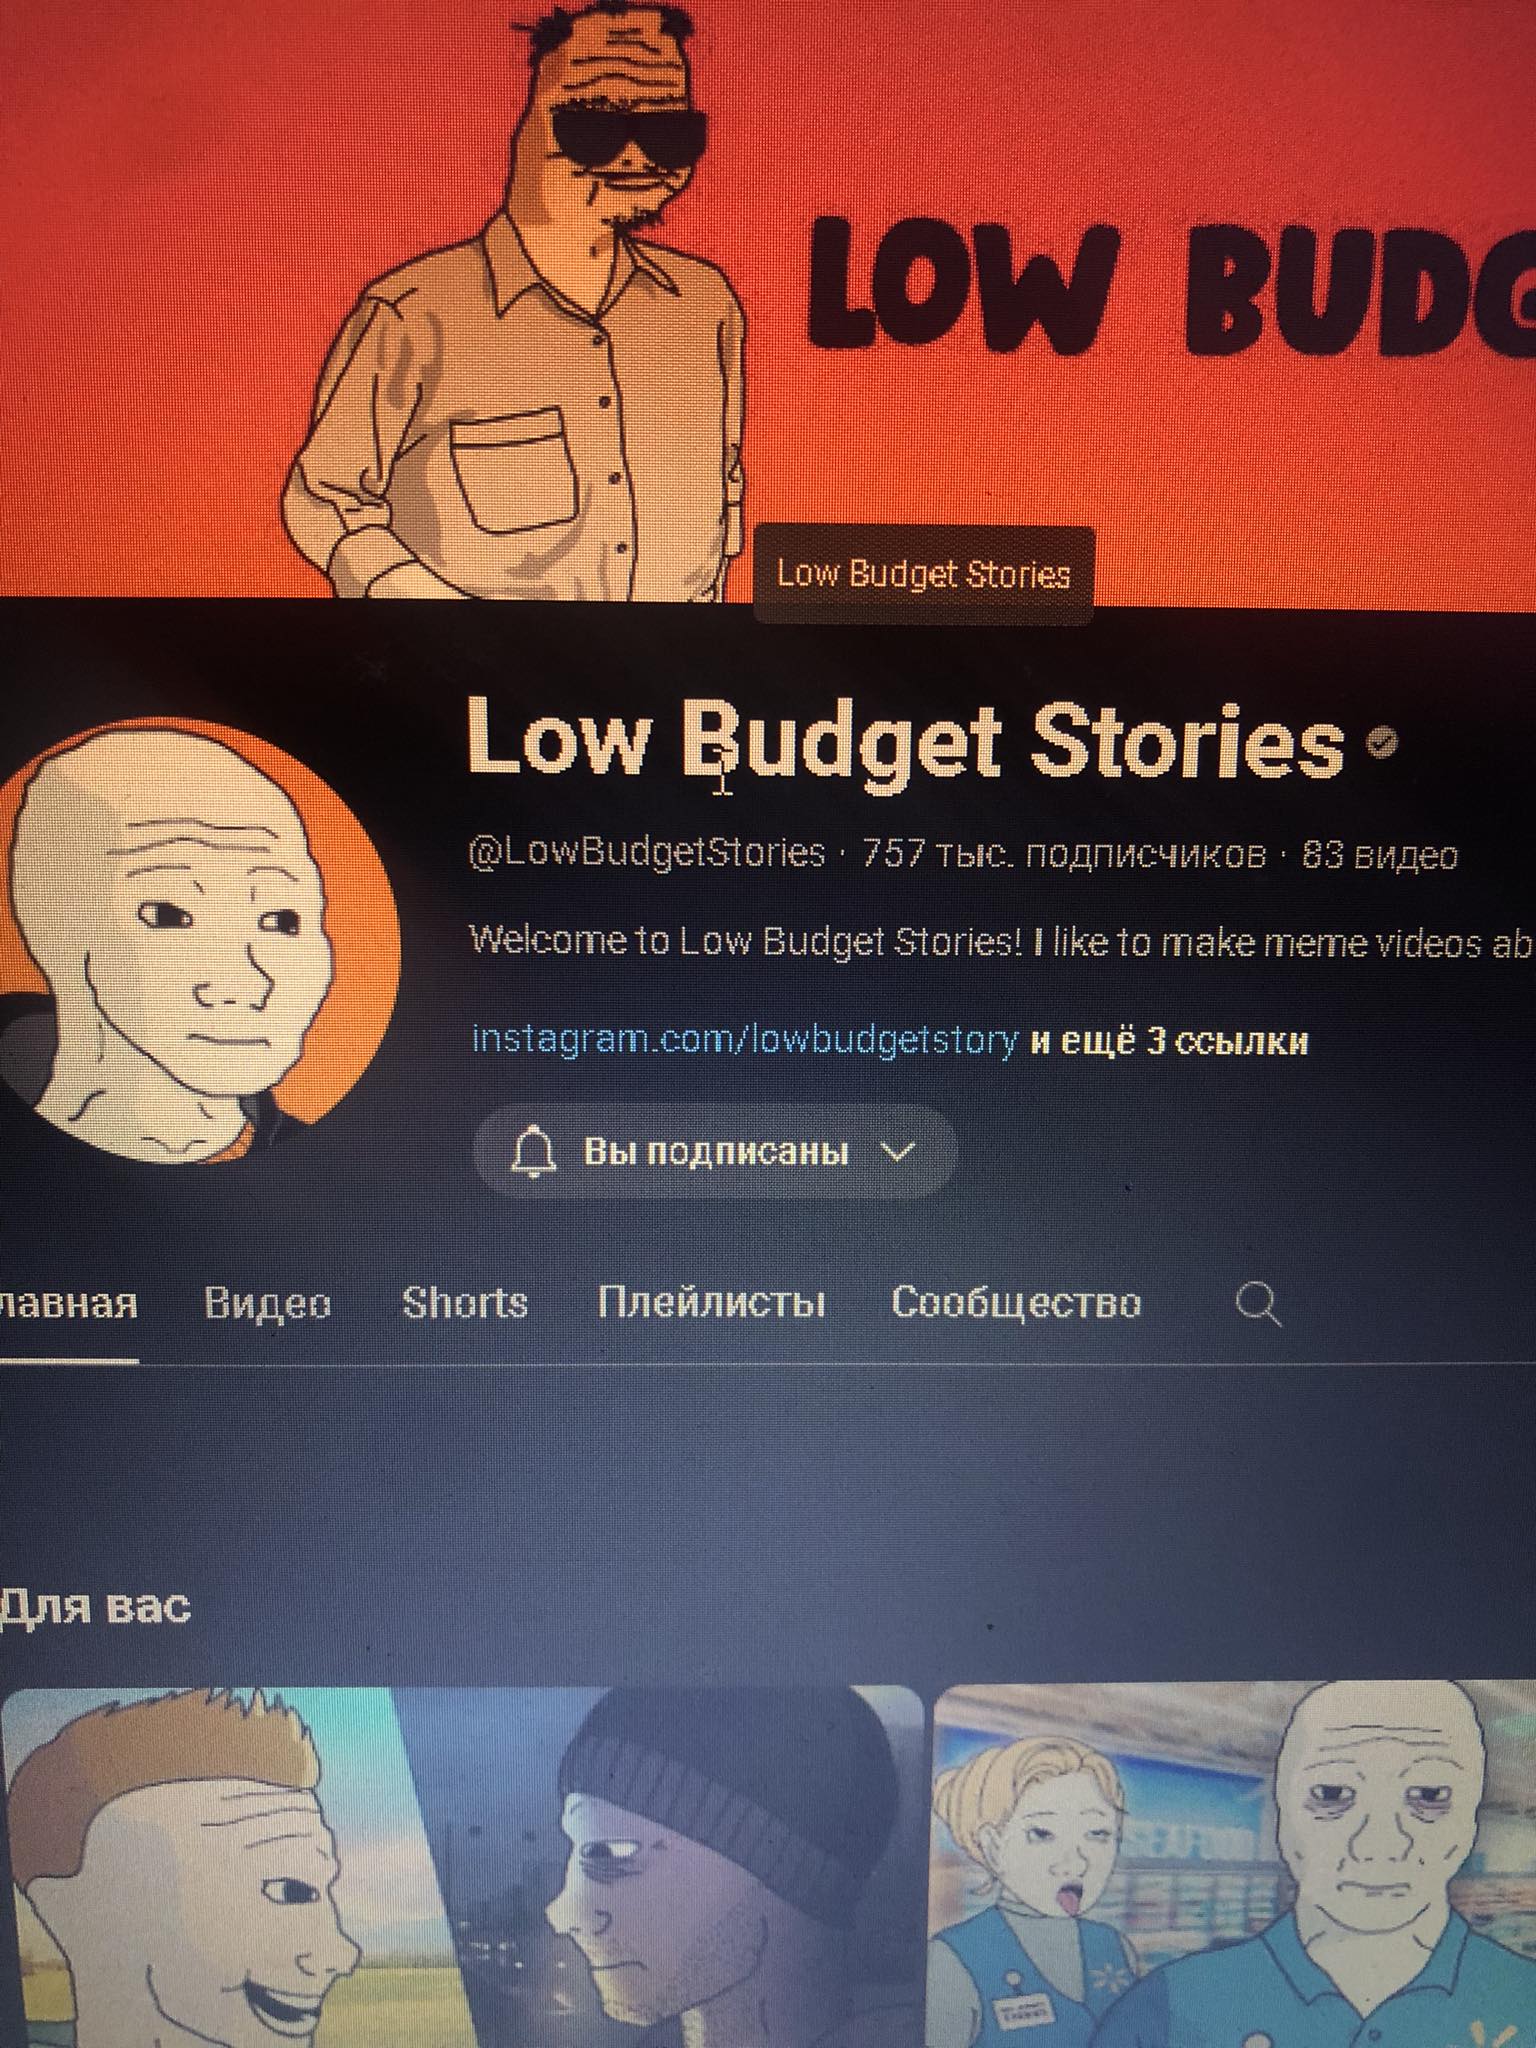 LOW BUDG
Low Budget Stories
Low Budget Stories
@LowBudgetStories · 757 тыс. подписчиков · 83 видео
Welcome to Low Budget Stories! I like to make meme videos ab
instagram.com/lowbudgetstory и ещё 3 ссылки
Вы подписаны
лавная Видео Shorts Плейлисты Сообщество
Для вас